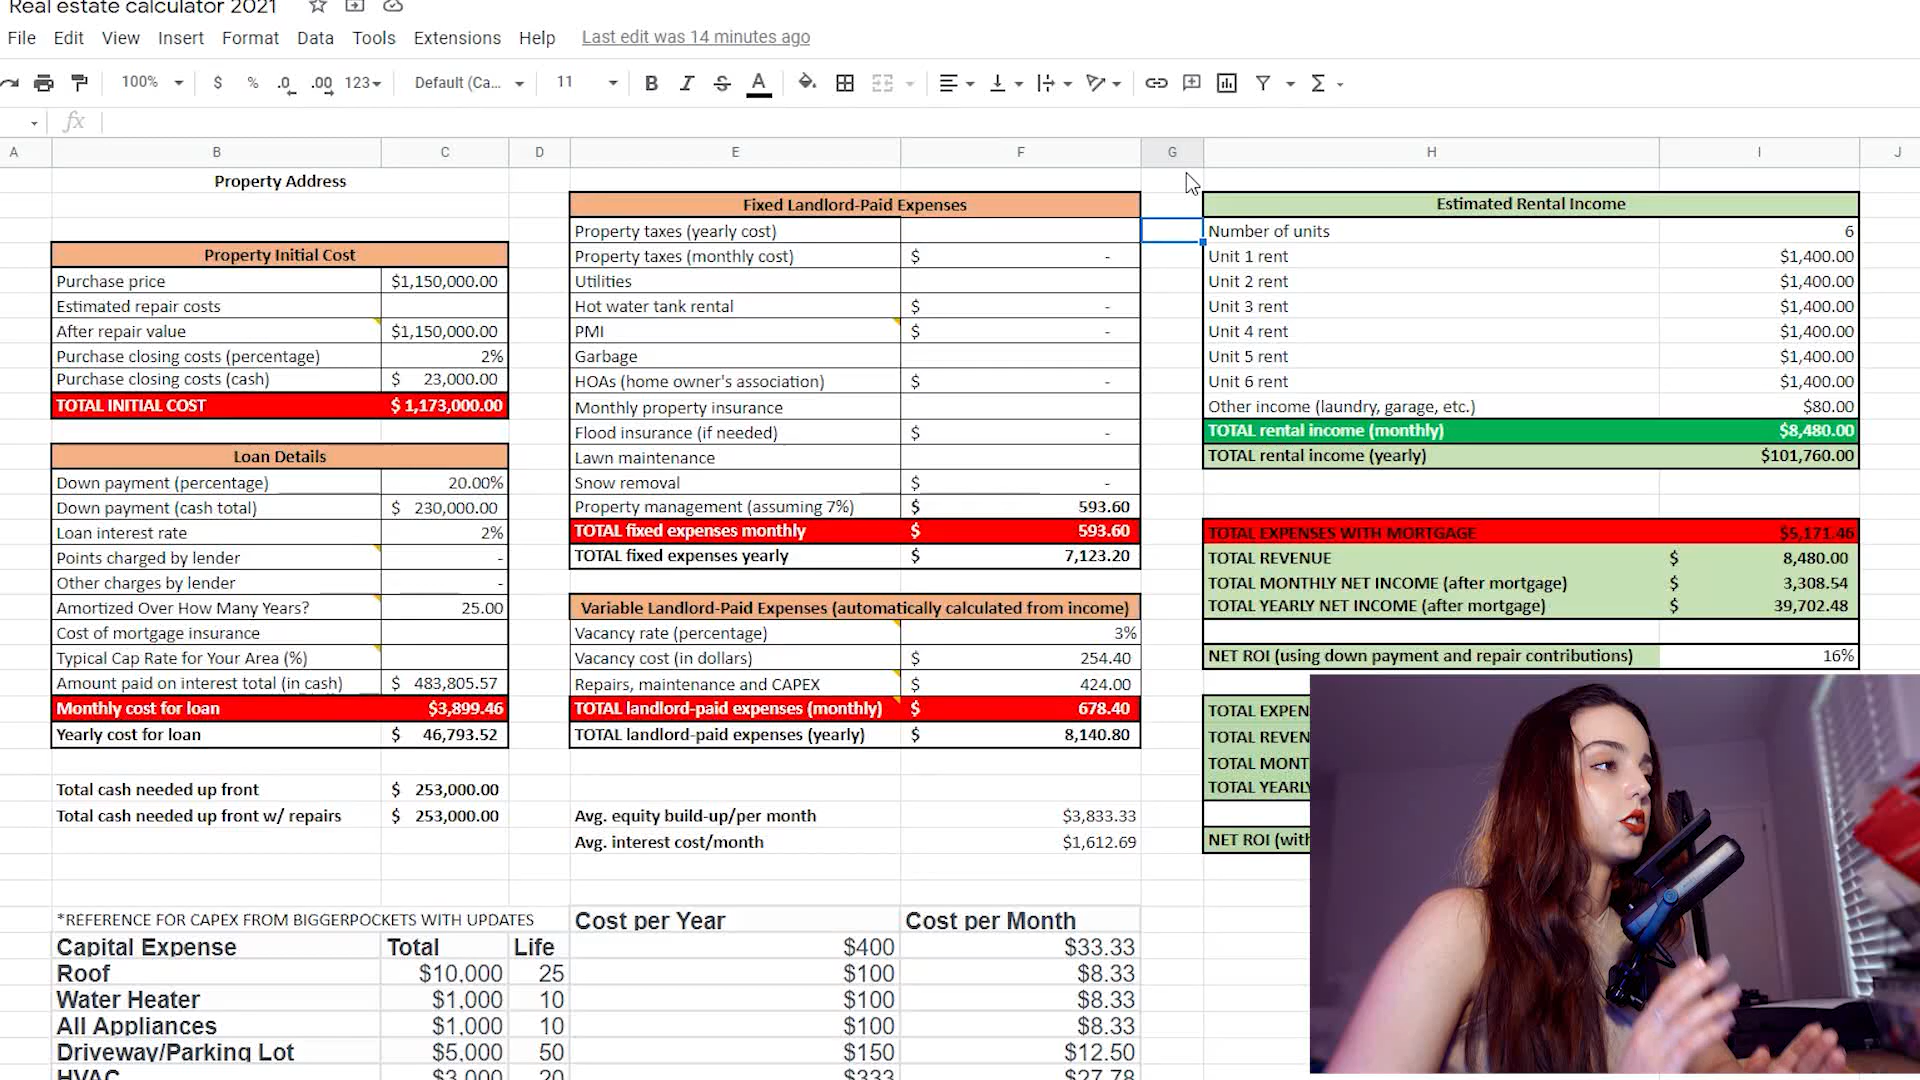 Real estate calculator 2021
File Edit View Insert Format Data Tools Extensions Help Last edit was 14 minutes ago
100% $ % .0 .00 123 Default (Ca... 11 B I S A
fx
A B C D E F G H I J
Property Address
Property Initial Cost
Purchase price $1,150,000.00
Estimated repair costs
After repair value $1,150,000.00
Purchase closing costs (percentage) 2%
Purchase closing costs (cash) $ 23,000.00
TOTAL INITIAL COST $ 1,173,000.00
Loan Details
Down payment (percentage) 20.00%
Down payment (cash total) $ 230,000.00
Loan interest rate 2%
Points charged by lender -
Other charges by lender -
Amortized Over How Many Years? 25.00
Cost of mortgage insurance
Typical Cap Rate for Your Area (%)
Amount paid on interest total (in cash) $ 483,805.57
Monthly cost for loan $3,899.46
Yearly cost for loan $ 46,793.52
Total cash needed up front $ 253,000.00
Total cash needed up front w/ repairs $ 253,000.00
Fixed Landlord-Paid Expenses
Property taxes (yearly cost)
Property taxes (monthly cost) $ -
Utilities
Hot water tank rental $ -
PMI $ -
Garbage
HOAs (home owner's association) $ -
Monthly property insurance
Flood insurance (if needed) $ -
Lawn maintenance
Snow removal $ -
Property management (assuming 7%) $ 593.60
TOTAL fixed expenses monthly $ 593.60
TOTAL fixed expenses yearly $ 7,123.20
Variable Landlord-Paid Expenses (automatically calculated from income)
Vacancy rate (percentage) 3%
Vacancy cost (in dollars) $ 254.40
Repairs, maintenance and CAPEX $ 424.00
TOTAL landlord-paid expenses (monthly) $ 678.40
TOTAL landlord-paid expenses (yearly) $ 8,140.80
Avg. equity build-up/per month $3,833.33
Avg. interest cost/month $1,612.69
Estimated Rental Income
Number of units 6
Unit 1 rent $1,400.00
Unit 2 rent $1,400.00
Unit 3 rent $1,400.00
Unit 4 rent $1,400.00
Unit 5 rent $1,400.00
Unit 6 rent $1,400.00
Other income (laundry, garage, etc.) $80.00
TOTAL rental income (monthly) $8,480.00
TOTAL rental income (yearly) $101,760.00
TOTAL EXPENSES WITH MORTGAGE $5,171.46
TOTAL REVENUE $ 8,480.00
TOTAL MONTHLY NET INCOME (after mortgage) $ 3,308.54
TOTAL YEARLY NET INCOME (after mortgage) $ 39,702.48
NET ROI (using down payment and repair contributions) 16%
TOTAL EXPEN
TOTAL REVEN
TOTAL MONT
TOTAL YEARLY
NET ROI (with
*REFERENCE FOR CAPEX FROM BIGGERPOCKETS WITH UPDATES Cost per Year Cost per Month
Capital Expense Total Life $400 $33.33
Roof $10,000 25 $100 $8.33
Water Heater $1,000 10 $100 $8.33
All Appliances $1,000 10 $100 $8.33
Driveway/Parking Lot $5,000 50 $150 $12.50
HVAC $3,000 20 $333 $27.78